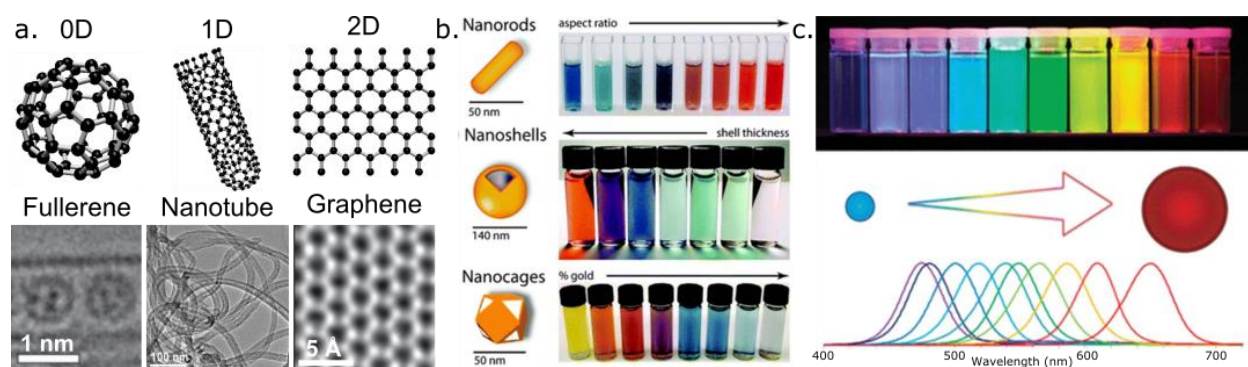 a.
0D
1D
2D
Fullerene
Nanotube
Graphene
1 nm
100 nm
5 Å
b.
Nanorods
aspect ratio
50 nm
Nanoshells
shell thickness
140 nm
Nanocages
% gold
50 nm
c.
400
500
600
700
Wavelength (nm)